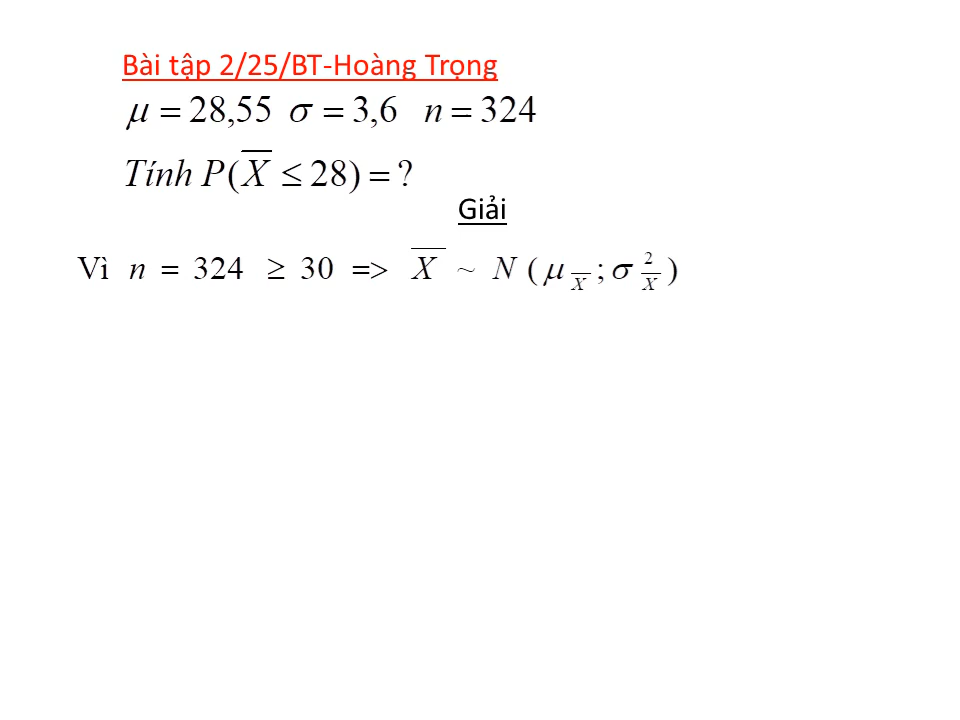 Bài tập 2/25/BT-Hoàng Trọng
μ = 28,55 σ = 3,6 n = 324
Tính P(X̅ ≤ 28) = ?
Giải
Vì n = 324 ≥ 30 => X̅ ~ N ( μ_X̅ ; σ²_X̅ )